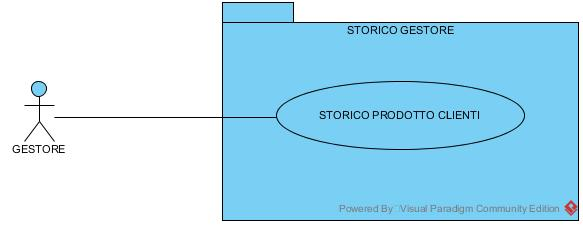 STORICO GESTORE
STORICO PRODOTTO CLIENTI
GESTORE
Powered By Visual Paradigm Community Edition